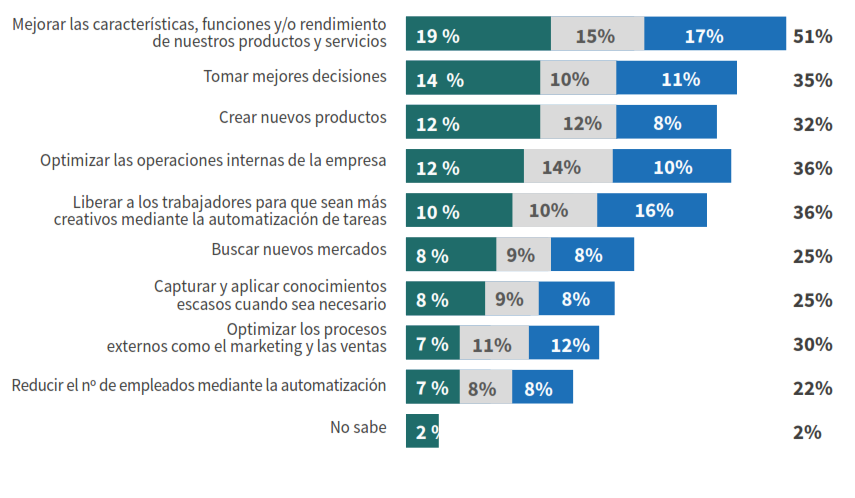 Mejorar las características, funciones y/o rendimiento
de nuestros productos y servicios
19 % 15% 17% 51%
Tomar mejores decisiones 14 % 10% 11% 35%
Crear nuevos productos 12 % 12% 8% 32%
Optimizar las operaciones internas de la empresa 12 % 14% 10% 36%
Liberar a los trabajadores para que sean más
creativos mediante la automatización de tareas
10 % 10% 16% 36%
Buscar nuevos mercados 8 % 9% 8% 25%
Capturar y aplicar conocimientos
escasos cuando sea necesario
8 % 9% 8% 25%
Optimizar los procesos
externos como el marketing y las ventas
7 % 11% 12% 30%
Reducir el nº de empleados mediante la automatización 7 % 8% 8% 22%
No sabe 2 % 2%